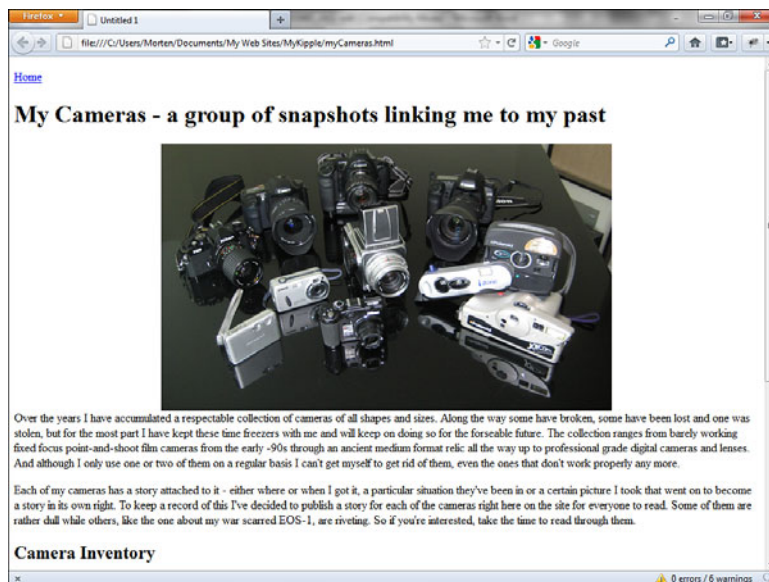 Firefox
Untitled 1
file:///C:/Users/Morten/Documents/My Web Sites/MyKipple/myCameras.html
Google
Home
My Cameras - a group of snapshots linking me to my past
Over the years I have accumulated a respectable collection of cameras of all shapes and sizes. Along the way some have broken, some have been lost and one was
stolen, but for the most part I have kept these time freezers with me and will keep on doing so for the forseable future. The collection ranges from barely working
fixed focus point-and-shoot film cameras from the early -90s through an ancient medium format relic all the way up to professional grade digital cameras and lenses.
And although I only use one or two of them on a regular basis I can't get myself to get rid of them, even the ones that don't work properly any more.
Each of my cameras has a story attached to it - either where or when I got it, a particular situation they've been in or a certain picture I took that went on to become
a story in its own right. To keep a record of this I've decided to publish a story for each of the cameras right here on the site for everyone to read. Some of them are
rather dull while others, like the one about my war scarred EOS-1, are riveting. So if you're interested, take the time to read through them.
Camera Inventory
0 errors / 6 warnings